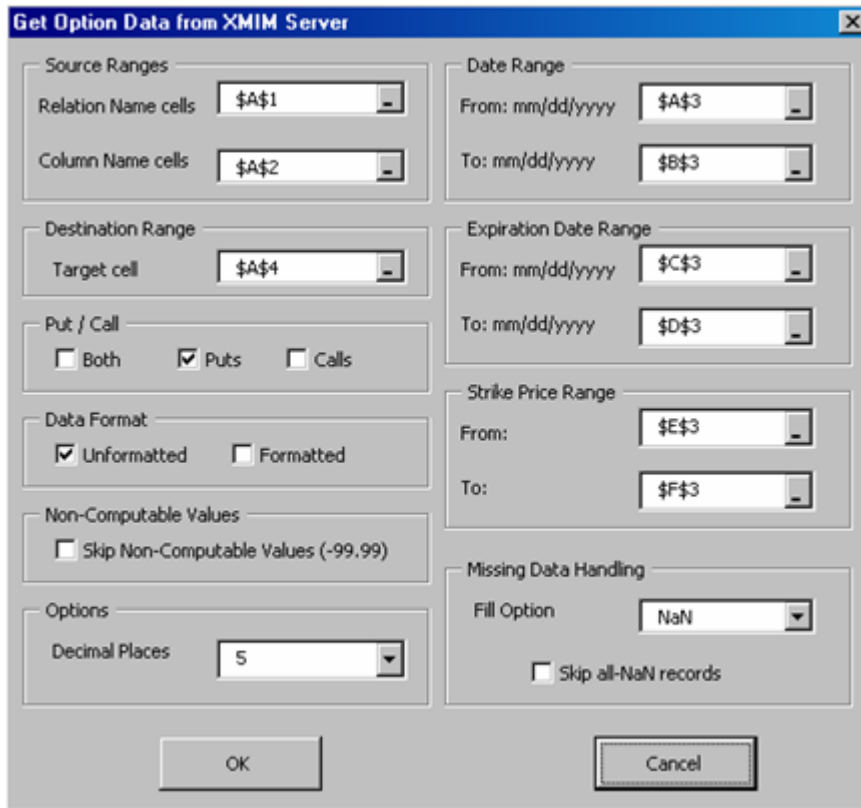 Get Option Data from XMIM Server
Source Ranges
Relation Name cells $A$1
Column Name cells $A$2
Destination Range
Target cell $A$4
Put / Call
Both Puts Calls
Data Format
Unformatted Formatted
Non-Computable Values
Skip Non-Computable Values (-99.99)
Options
Decimal Places 5
Date Range
From: mm/dd/yyyy $A$3
To: mm/dd/yyyy $B$3
Expiration Date Range
From: mm/dd/yyyy $C$3
To: mm/dd/yyyy $D$3
Strike Price Range
From: $E$3
To: $F$3
Missing Data Handling
Fill Option NaN
Skip all-NaN records
OK Cancel